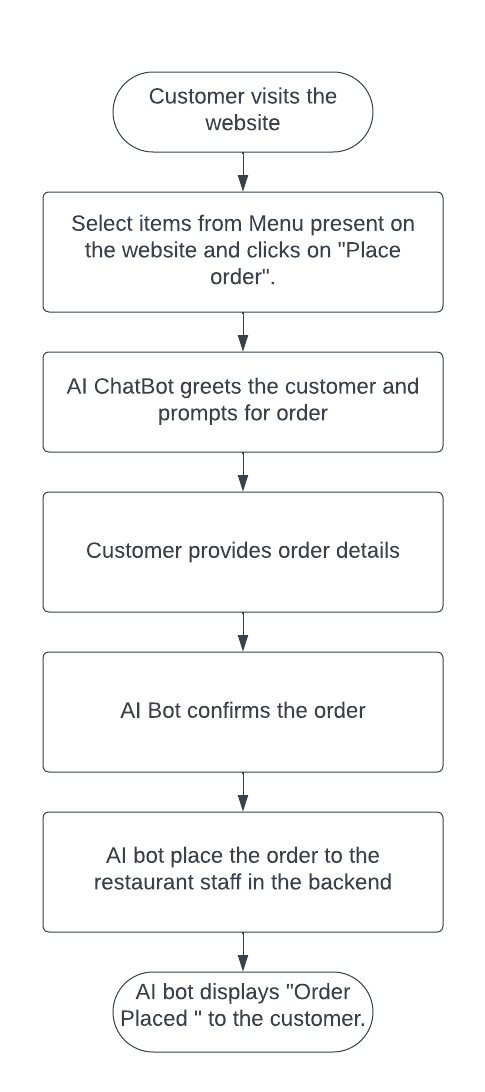 Customer visits the
website
Select items from Menu present on
the website and clicks on "Place
order".
AI ChatBot greets the customer and
prompts for order
Customer provides order details
AI Bot confirms the order
AI bot place the order to the
restaurant staff in the backend
AI bot displays "Order
Placed " to the customer.